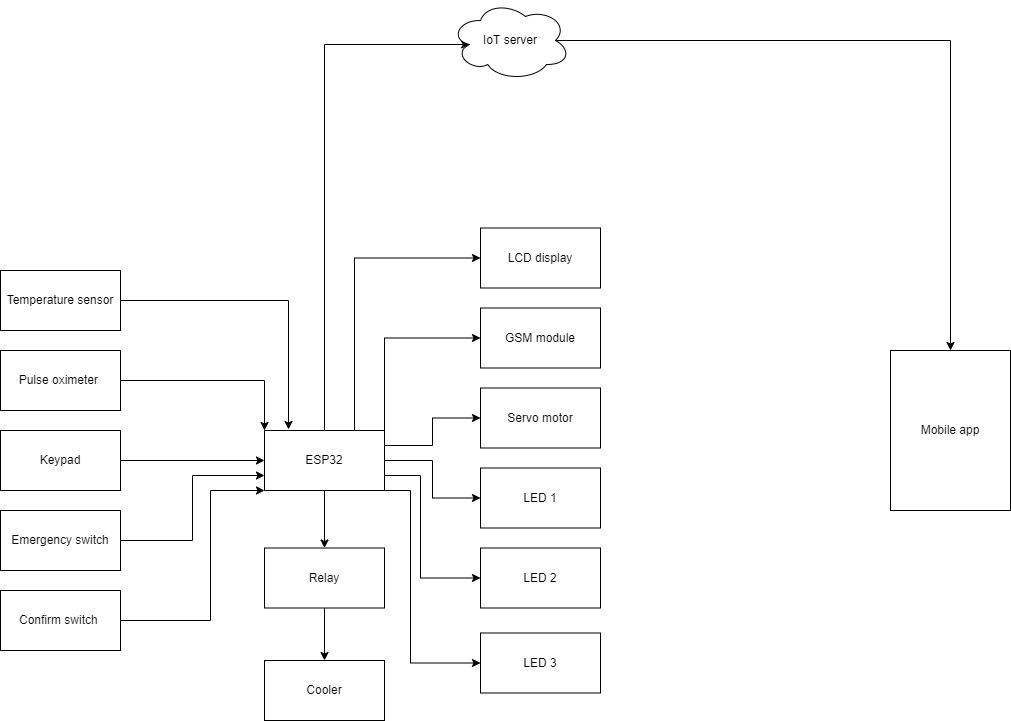 IoT server
LCD display
Temperature sensor
GSM module
Pulse oximeter
Servo motor
Mobile app
Keypad
ESP32
LED 1
Emergency switch
Relay
LED 2
Confirm switch
LED 3
Cooler